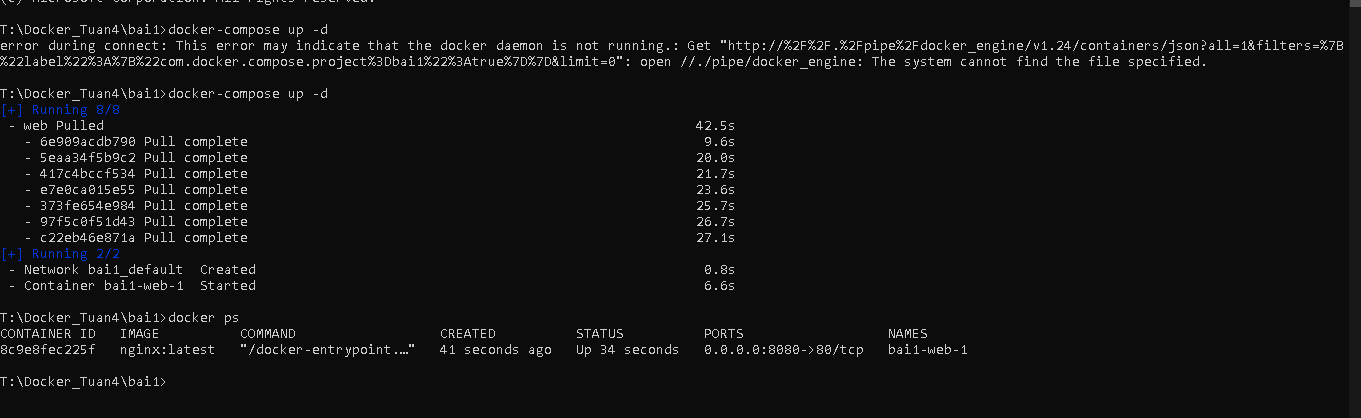 (c) Microsoft Corporation. All rights reserved.
T:\Docker_Tuan4\bai1>docker-compose up -d
error during connect: This error may indicate that the docker daemon is not running.: Get "http://%2F%2F.%2Fpipe%2Fdocker_engine/v1.24/containers/json?all=1&filters=%7B
%22label%22%3A%7B%22com.docker.compose.project%3Dbai1%22%3Atrue%7D%7D&limit=0": open //./pipe/docker_engine: The system cannot find the file specified.
T:\Docker_Tuan4\bai1>docker-compose up -d
[+] Running 8/8
- web Pulled 42.5s
- 6e909acdb790 Pull complete 9.6s
- 5eaa34f5b9c2 Pull complete 20.0s
- 417c4bccf534 Pull complete 21.7s
- e7e0ca015e55 Pull complete 23.6s
- 373fe654e984 Pull complete 25.7s
- 97f5c0f51d43 Pull complete 26.7s
- c22eb46e871a Pull complete 27.1s
[+] Running 2/2
- Network bai1_default Created 0.8s
- Container bai1-web-1 Started 6.6s
T:\Docker_Tuan4\bai1>docker ps
CONTAINER ID IMAGE COMMAND CREATED STATUS PORTS NAMES
8c9e8fec225f nginx:latest "/docker-entrypoint.…" 41 seconds ago Up 34 seconds 0.0.0.0:8080->80/tcp bai1-web-1
T:\Docker_Tuan4\bai1>